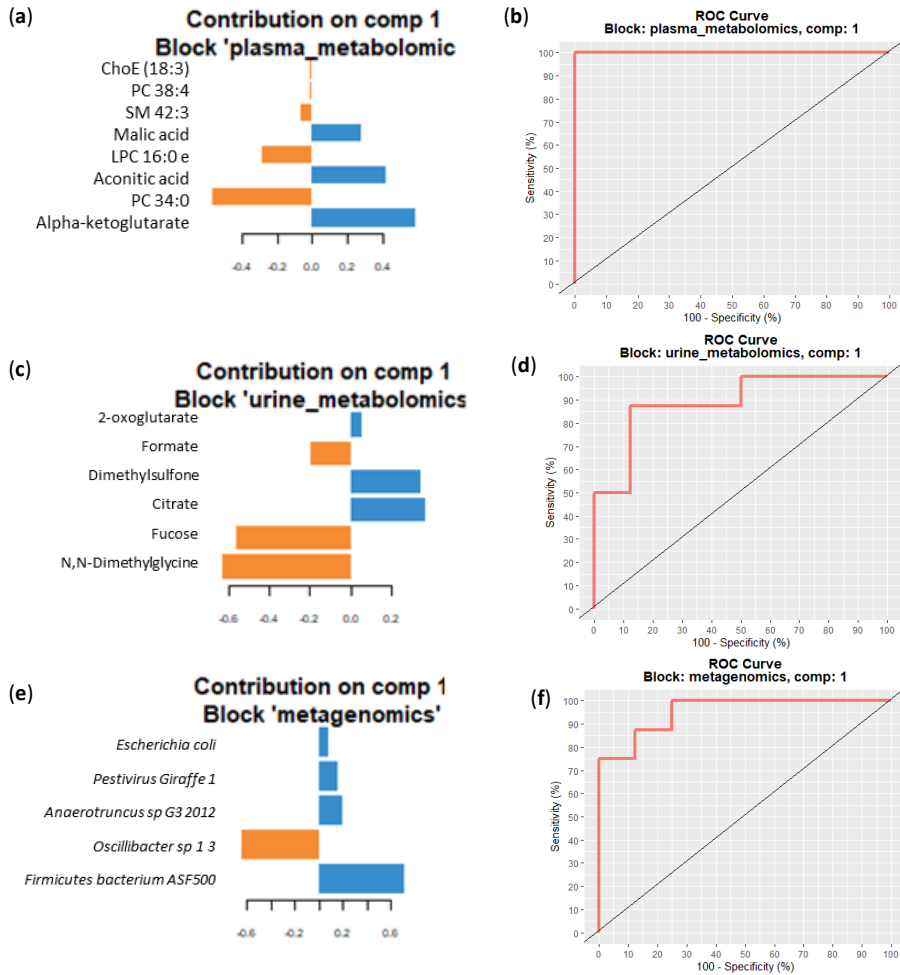 (a)
Contribution on comp 1
Block 'plasma_metabolomic
ChoE (18:3)
PC 38:4
SM 42:3
Malic acid
LPC 16:0 e
Aconitic acid
PC 34:0
Alpha-ketoglutarate
-0.4 -0.2 0.0 0.2 0.4
(b)
ROC Curve
Block: plasma_metabolomics, comp: 1
Sensitivity (%)
100
90
80
70
60
50
40
30
20
10
0
0 10 20 30 40 50 60 70 80 90 100
100 - Specificity (%)
(c)
Contribution on comp 1
Block 'urine_metabolomics
2-oxoglutarate
Formate
Dimethylsulfone
Citrate
Fucose
N,N-Dimethylglycine
-0.6 -0.2 0.0 0.2
(d)
ROC Curve
Block: urine_metabolomics, comp: 1
Sensitivity (%)
100
90
80
70
60
50
40
30
20
10
0
0 10 20 30 40 50 60 70 80 90 100
100 - Specificity (%)
(e)
Contribution on comp 1
Block 'metagenomics'
Escherichia coli
Pestivirus Giraffe 1
Anaerotruncus sp G3 2012
Oscillibacter sp 1 3
Firmicutes bacterium ASF500
-0.6 -0.2 0.2 0.6
(f)
ROC Curve
Block: metagenomics, comp: 1
Sensitivity (%)
100
90
80
70
60
50
40
30
20
10
0
0 10 20 30 40 50 60 70 80 90 100
100 - Specificity (%)